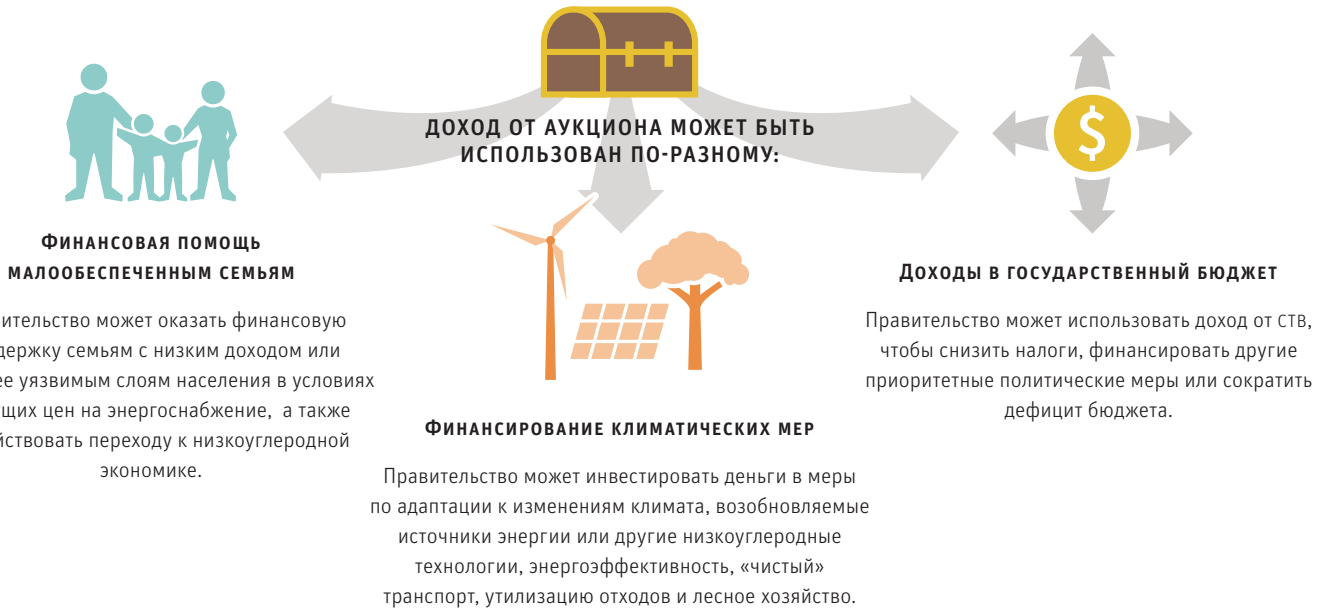 ДОХОД ОТ АУКЦИОНА МОЖЕТ БЫТЬ
ИСПОЛЬЗОВАН ПО-РАЗНОМУ:
$
ФИНАНСОВАЯ ПОМОЩЬ
МАЛООБЕСПЕЧЕННЫМ СЕМЬЯМ
может оказать финансовую
семьям с низким доходом или
уязвимым слоям населения в условиях
цен на энергоснабжение, а также
переходу к низкоуглеродной
экономике.
ФИНАНСИРОВАНИЕ КЛИМАТИЧЕСКИХ МЕР
Правительство может инвестировать деньги в меры
по адаптации к изменениям климата, возобновляемые
источники энергии или другие низкоуглеродные
технологии, энергоэффективность, «чистый»
транспорт, утилизацию отходов и лесное хозяйство.
ДОХОДЫ В ГОСУДАРСТВЕННЫЙ БЮДЖЕТ
Правительство может использовать доход от СТВ,
чтобы снизить налоги, финансировать другие
приоритетные политические меры или сократить
дефицит бюджета.